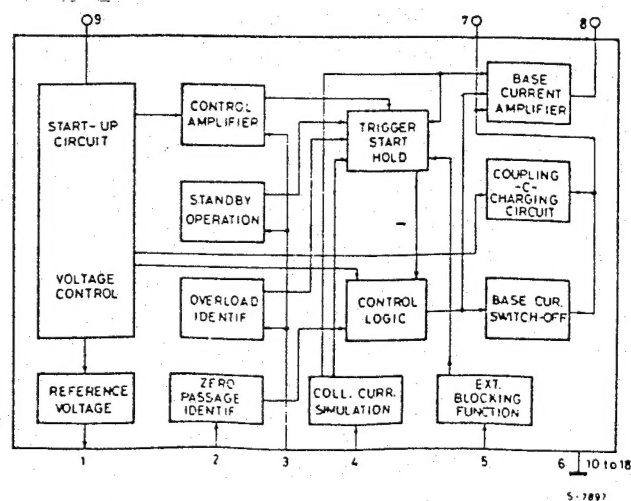 9
7
8
START-UP
CIRCUIT
VOLTAGE
CONTROL
CONTROL
AMPLIFIER
TRIGGER
START
HOLD
BASE
CURRENT
AMPLIFIER
STANDBY
OPERATION
COUPLING
-C-
CHARGING
CIRCUIT
OVERLOAD
IDENTIF
CONTROL
LOGIC
BASE CUR.
SWITCH-OFF
REFERENCE
VOLTAGE
ZERO
PASSAGE
IDENTIF
COLL. CURR.
SIMULATION
EXT.
BLOCKING
FUNCTION
1
2
3
4
5
6
10 to 18
S-7897